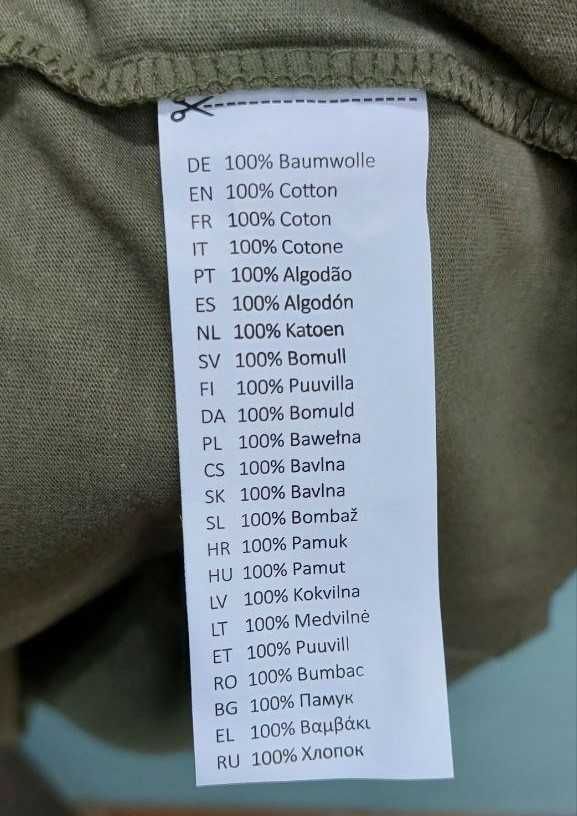 DE 100% Baumwolle
EN 100% Cotton
FR 100% Coton
IT 100% Cotone
PT 100% Algodão
ES 100% Algodón
NL 100% Katoen
SV 100% Bomull
FI 100% Puuvilla
DA 100% Bomuld
PL 100% Bawełna
CS 100% Bavlna
SK 100% Bavlna
SL 100% Bombaž
HR 100% Pamuk
HU 100% Pamut
LV 100% Kokvilna
LT 100% Medvilnė
ET 100% Puuvill
RO 100% Bumbac
BG 100% Памук
EL 100% Βαμβάκι
RU 100% Хлопок